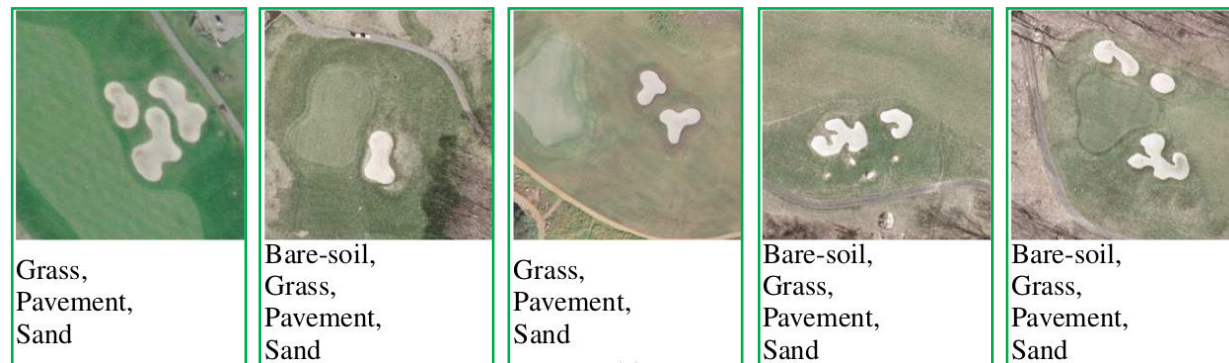 Grass,
Pavement,
Sand
Bare-soil,
Grass,
Pavement,
Sand
Grass,
Pavement,
Sand
Bare-soil,
Grass,
Pavement,
Sand
Bare-soil,
Grass,
Pavement,
Sand